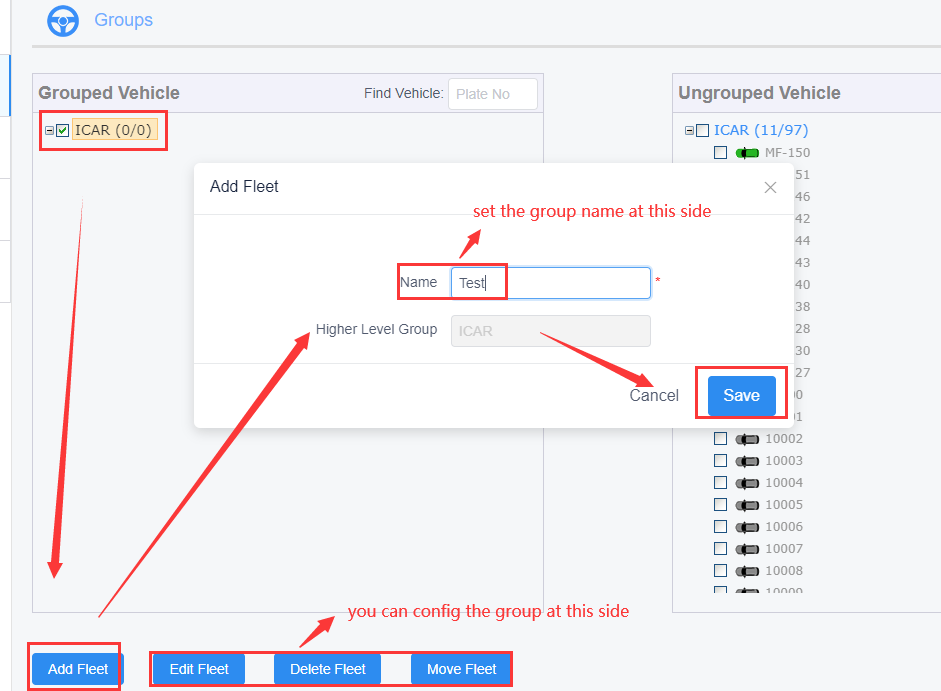 Groups
Grouped Vehicle
Find Vehicle: Plate No
Ungrouped Vehicle
ICAR (0/0)
ICAR (11/97)
MF-150
Add Fleet
51
set the group name at this side
46
42
44
43
Name Test *
40
38
Higher Level Group ICAR
28
30
27
Cancel Save
10002
10003
10004
10005
10006
10007
10008
you can config the group at this side
Add Fleet Edit Fleet Delete Fleet Move Fleet